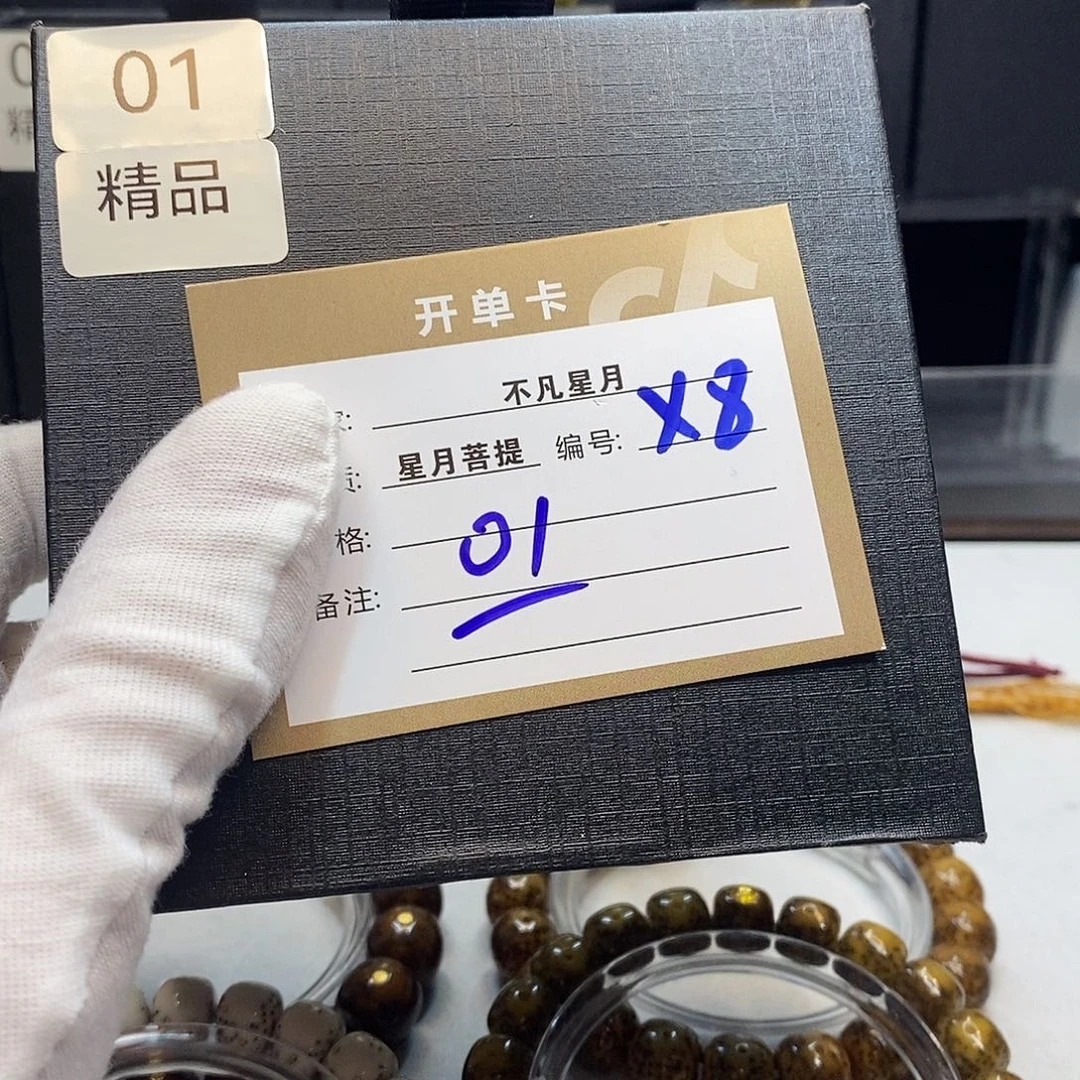 01
精品
开单卡
不凡星月
星月菩提 编号: X8
格: 01
备注: